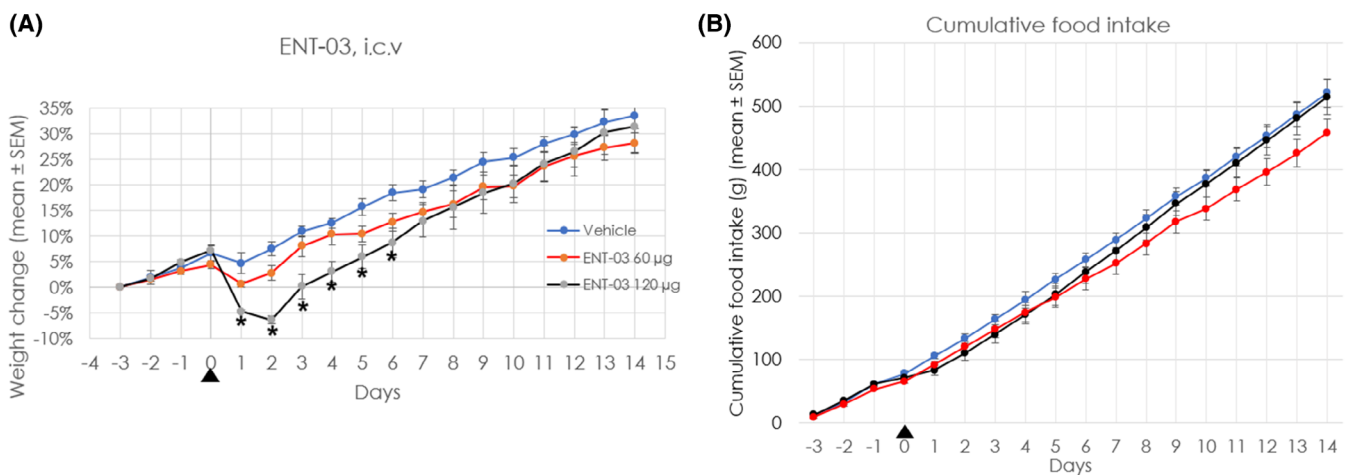 (A)
ENT-03, i.c.v
Weight change (mean ± SEM)
35%
30%
25%
20%
15%
10%
5%
0%
-5%
-10%
Vehicle
ENT-03 60 µg
ENT-03 120 µg
* * * * * *
-4 -3 -2 -1 0 1 2 3 4 5 6 7 8 9 10 11 12 13 14 15
Days
(B)
Cumulative food intake
Cumulative food intake (g) (mean ± SEM)
600
500
400
300
200
100
0
-3 -2 -1 0 1 2 3 4 5 6 7 8 9 10 11 12 13 14
Days